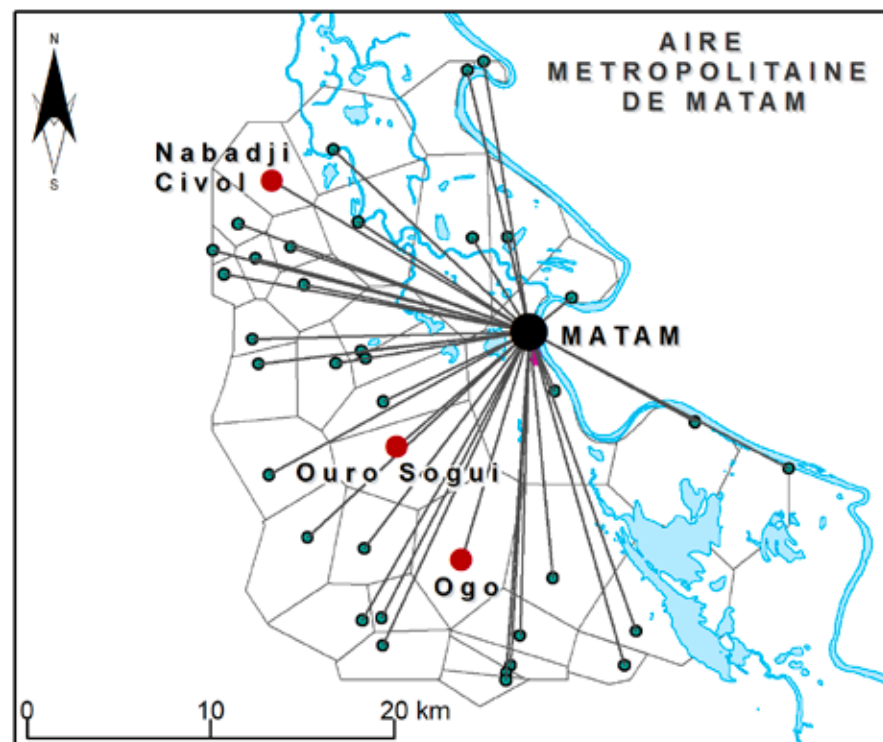 AIRE
METROPOLITAINE
DE MATAM
N
S
Nabadji
Civol
MATAM
Ouro Sogui
Ogo
0 10 20 km